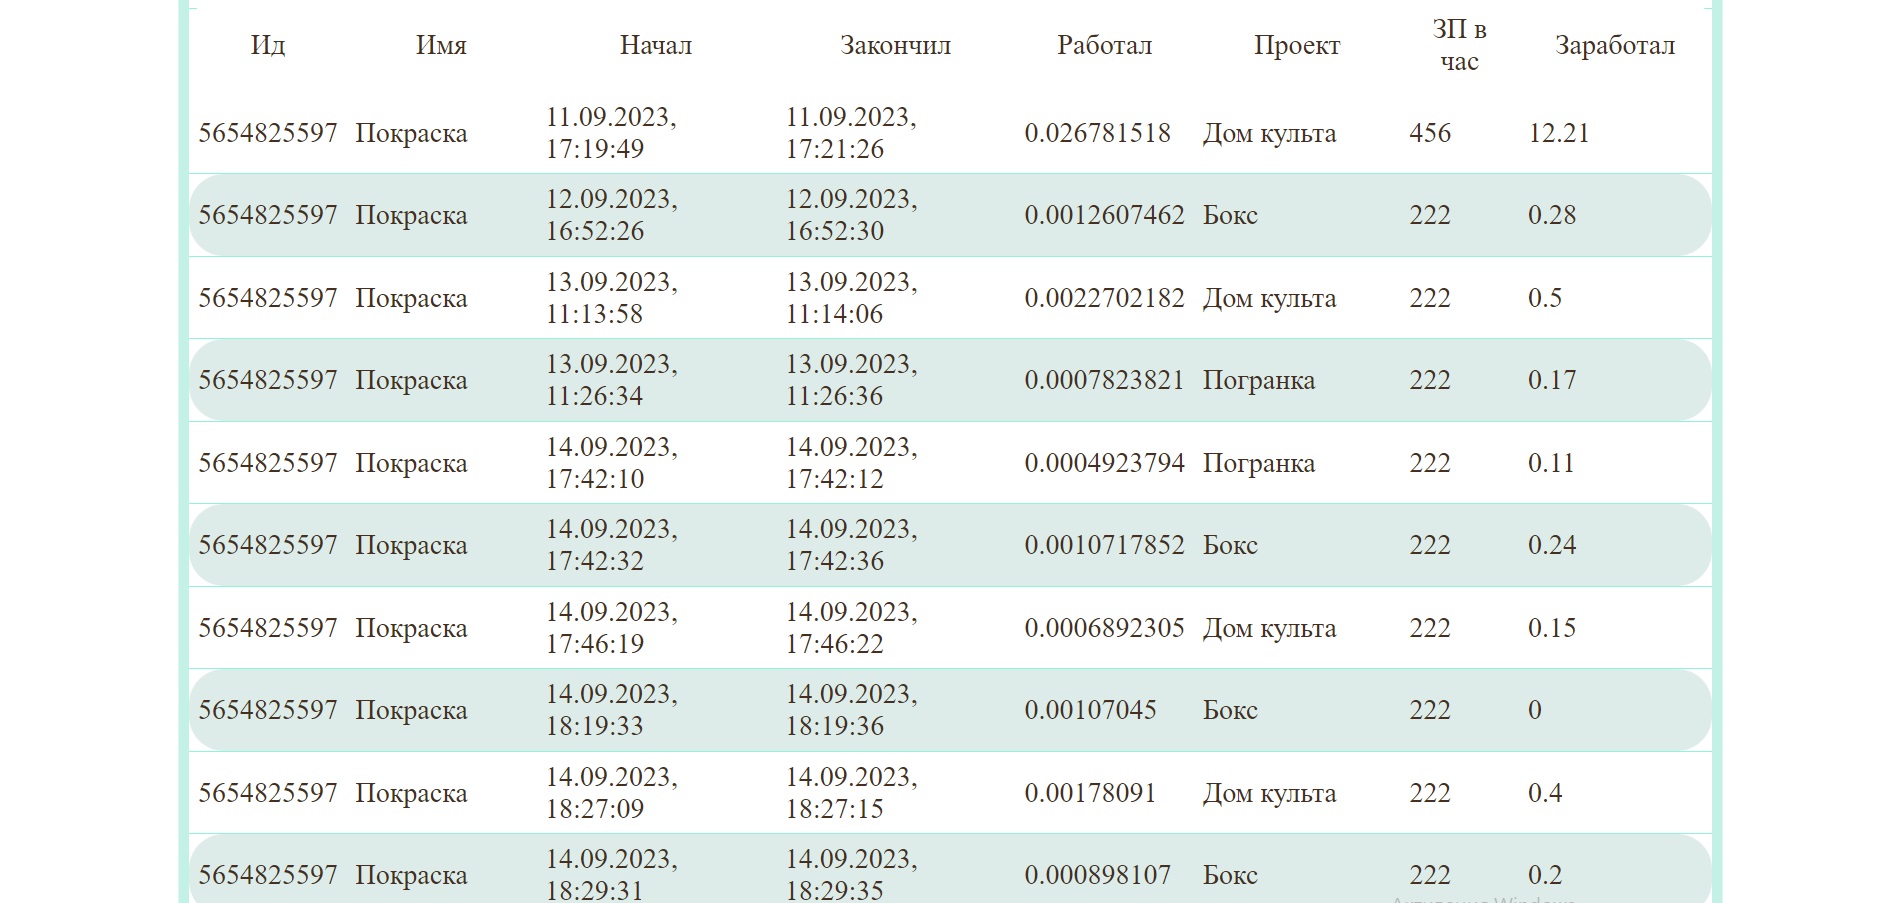 Ид Имя Начал Закончил Работал Проект ЗП в час Заработал
5654825597 Покраска 11.09.2023, 17:19:49 11.09.2023, 17:21:26 0.026781518 Дом культа 456 12.21
5654825597 Покраска 12.09.2023, 16:52:26 12.09.2023, 16:52:30 0.0012607462 Бокс 222 0.28
5654825597 Покраска 13.09.2023, 11:13:58 13.09.2023, 11:14:06 0.0022702182 Дом культа 222 0.5
5654825597 Покраска 13.09.2023, 11:26:34 13.09.2023, 11:26:36 0.0007823821 Погранка 222 0.17
5654825597 Покраска 14.09.2023, 17:42:10 14.09.2023, 17:42:12 0.0004923794 Погранка 222 0.11
5654825597 Покраска 14.09.2023, 17:42:32 14.09.2023, 17:42:36 0.0010717852 Бокс 222 0.24
5654825597 Покраска 14.09.2023, 17:46:19 14.09.2023, 17:46:22 0.0006892305 Дом культа 222 0.15
5654825597 Покраска 14.09.2023, 18:19:33 14.09.2023, 18:19:36 0.00107045 Бокс 222 0
5654825597 Покраска 14.09.2023, 18:27:09 14.09.2023, 18:27:15 0.00178091 Дом культа 222 0.4
5654825597 Покраска 14.09.2023, 18:29:31 14.09.2023, 18:29:35 0.000898107 Бокс 222 0.2